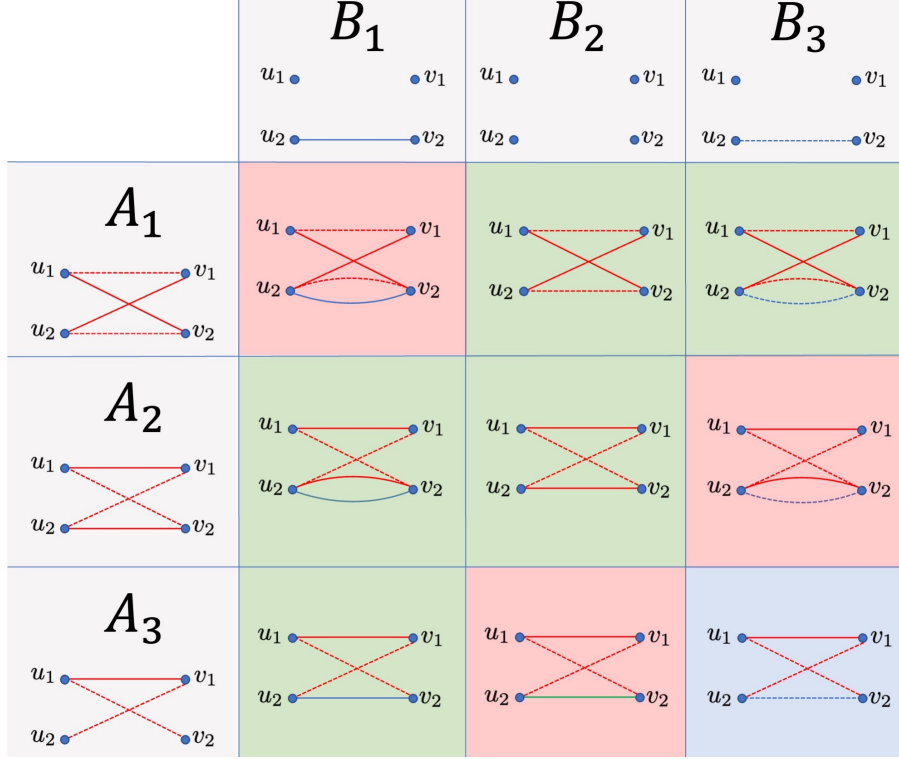 B₁ B₂ B₃
u₁ v₁ u₁ v₁ u₁ v₁
u₂ v₂ u₂ v₂ u₂ v₂
A₁
u₁ v₁ u₁ v₁ u₁ v₁
u₂ v₂ u₂ v₂ u₂ v₂
u₁ v₁
u₂ v₂
A₂
u₁ v₁ u₁ v₁ u₁ v₁
u₂ v₂ u₂ v₂ u₂ v₂
u₁ v₁
u₂ v₂
A₃
u₁ v₁ u₁ v₁ u₁ v₁
u₂ v₂ u₂ v₂ u₂ v₂
u₁ v₁
u₂ v₂